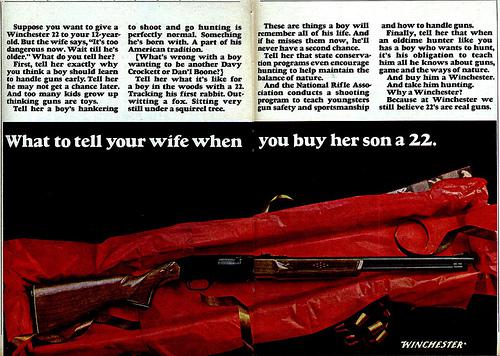 Suppose you want to give a
Winchester 22 to your 12-year-
old. But the wife says, "It's too
dangerous now. Wait till he's
older." What do you tell her?
First, tell her exactly why
you think a boy should learn
to handle guns early. Tell her
he may not get a chance later.
And too many kids grow up
thinking guns are toys.
Tell her a boy's hankering
to shoot and go hunting is
perfectly normal. Something
he's born with. A part of his
American tradition.
[What's wrong with a boy
wanting to be another Davy
Crockett or Dan'l Boone?]
Tell her what it's like for
a boy in the woods with a 22.
Tracking his first rabbit. Out-
witting a fox. Sitting very
still under a squirrel tree.
These are things a boy will
remember all of his life. And
if he misses them now, he'll
never have a second chance.
Tell her that state conserva-
tion programs even encourage
hunting to help maintain the
balance of nature.
And the National Rifle Asso-
ciation conducts a shooting
program to teach youngsters
gun safety and sportsmanship
and how to handle guns.
Finally, tell her that when
an oldtime hunter like you
has a boy who wants to hunt,
it's his obligation to teach
him all he knows about guns,
game and the ways of nature.
And buy him a Winchester.
And take him hunting.
Why a Winchester?
Because at Winchester we
still believe 22's are real guns.
What to tell your wife when you buy her son a 22.
WINCHESTER